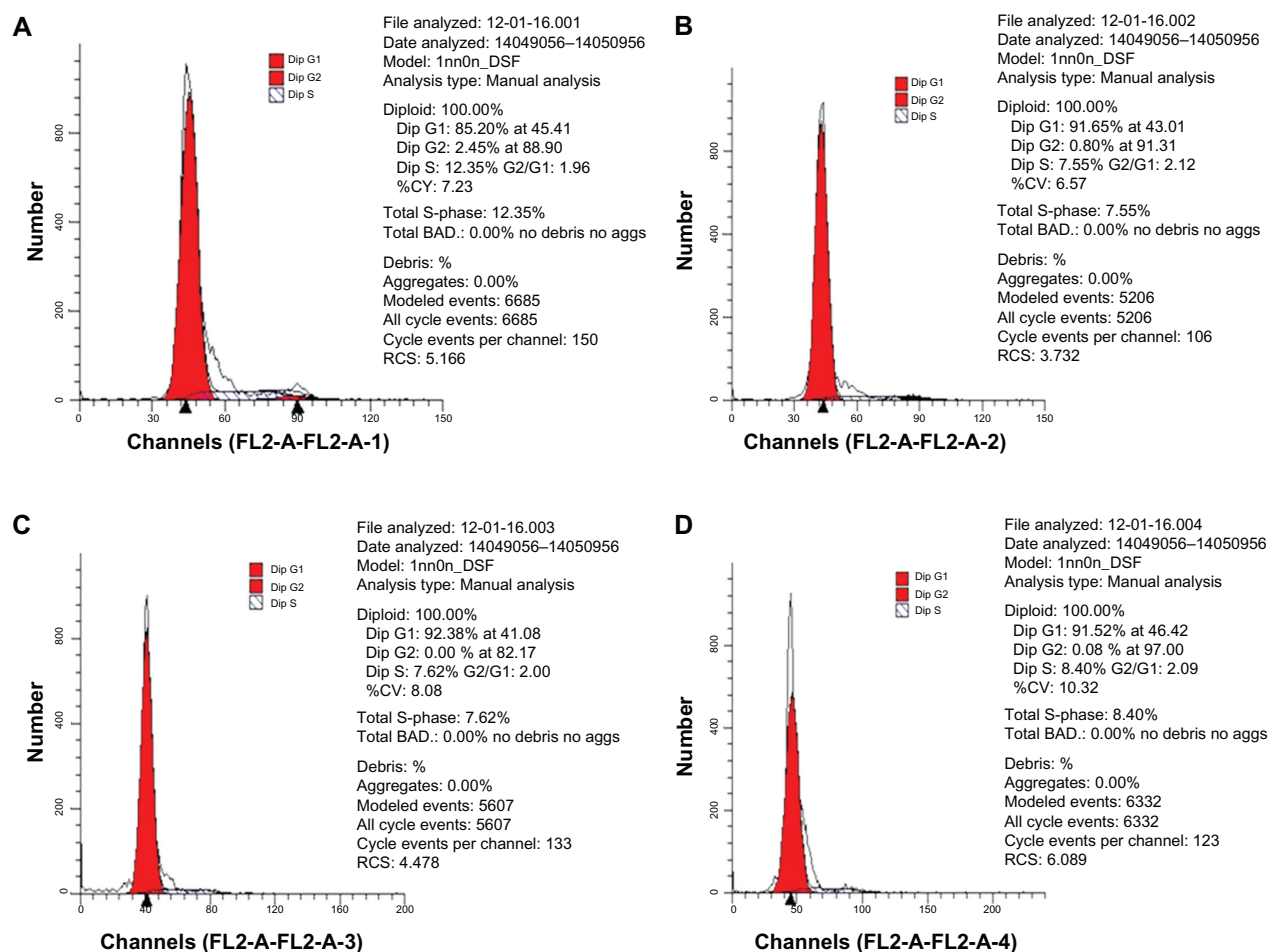 A
File analyzed: 12-01-16.001
Date analyzed: 14049056–14050956
Model: 1nn0n_DSF
Analysis type: Manual analysis
Diploid: 100.00%
Dip G1: 85.20% at 45.41
Dip G2: 2.45% at 88.90
Dip S: 12.35% G2/G1: 1.96
%CY: 7.23
Total S-phase: 12.35%
Total BAD.: 0.00% no debris no aggs
Debris: %
Aggregates: 0.00%
Modeled events: 6685
All cycle events: 6685
Cycle events per channel: 150
RCS: 5.166
Dip G1
Dip G2
Dip S
Number
800
400
200
0
0 30 60 90 120 150
Channels (FL2-A-FL2-A-1)
B
File analyzed: 12-01-16.002
Date analyzed: 14049056–14050956
Model: 1nn0n_DSF
Analysis type: Manual analysis
Diploid: 100.00%
Dip G1: 91.65% at 43.01
Dip G2: 0.80% at 91.31
Dip S: 7.55% G2/G1: 2.12
%CV: 6.57
Total S-phase: 7.55%
Total BAD.: 0.00% no debris no aggs
Debris: %
Aggregates: 0.00%
Modeled events: 5206
All cycle events: 5206
Cycle events per channel: 106
RCS: 3.732
Dip G1
Dip G2
Dip S
Number
800
400
200
0
0 30 60 90 120 150
Channels (FL2-A-FL2-A-2)
C
File analyzed: 12-01-16.003
Date analyzed: 14049056–14050956
Model: 1nn0n_DSF
Analysis type: Manual analysis
Diploid: 100.00%
Dip G1: 92.38% at 41.08
Dip G2: 0.00 % at 82.17
Dip S: 7.62% G2/G1: 2.00
%CV: 8.08
Total S-phase: 7.62%
Total BAD.: 0.00% no debris no aggs
Debris: %
Aggregates: 0.00%
Modeled events: 5607
All cycle events: 5607
Cycle events per channel: 133
RCS: 4.478
Dip G1
Dip G2
Dip S
Number
800
400
200
0
0 40 80 120 160 200
Channels (FL2-A-FL2-A-3)
D
File analyzed: 12-01-16.004
Date analyzed: 14049056–14050956
Model: 1nn0n_DSF
Analysis type: Manual analysis
Diploid: 100.00%
Dip G1: 91.52% at 46.42
Dip G2: 0.08 % at 97.00
Dip S: 8.40% G2/G1: 2.09
%CV: 10.32
Total S-phase: 8.40%
Total BAD.: 0.00% no debris no aggs
Debris: %
Aggregates: 0.00%
Modeled events: 6332
All cycle events: 6332
Cycle events per channel: 123
RCS: 6.089
Dip G1
Dip G2
Dip S
Number
800
400
200
0
0 50 100 150 200
Channels (FL2-A-FL2-A-4)